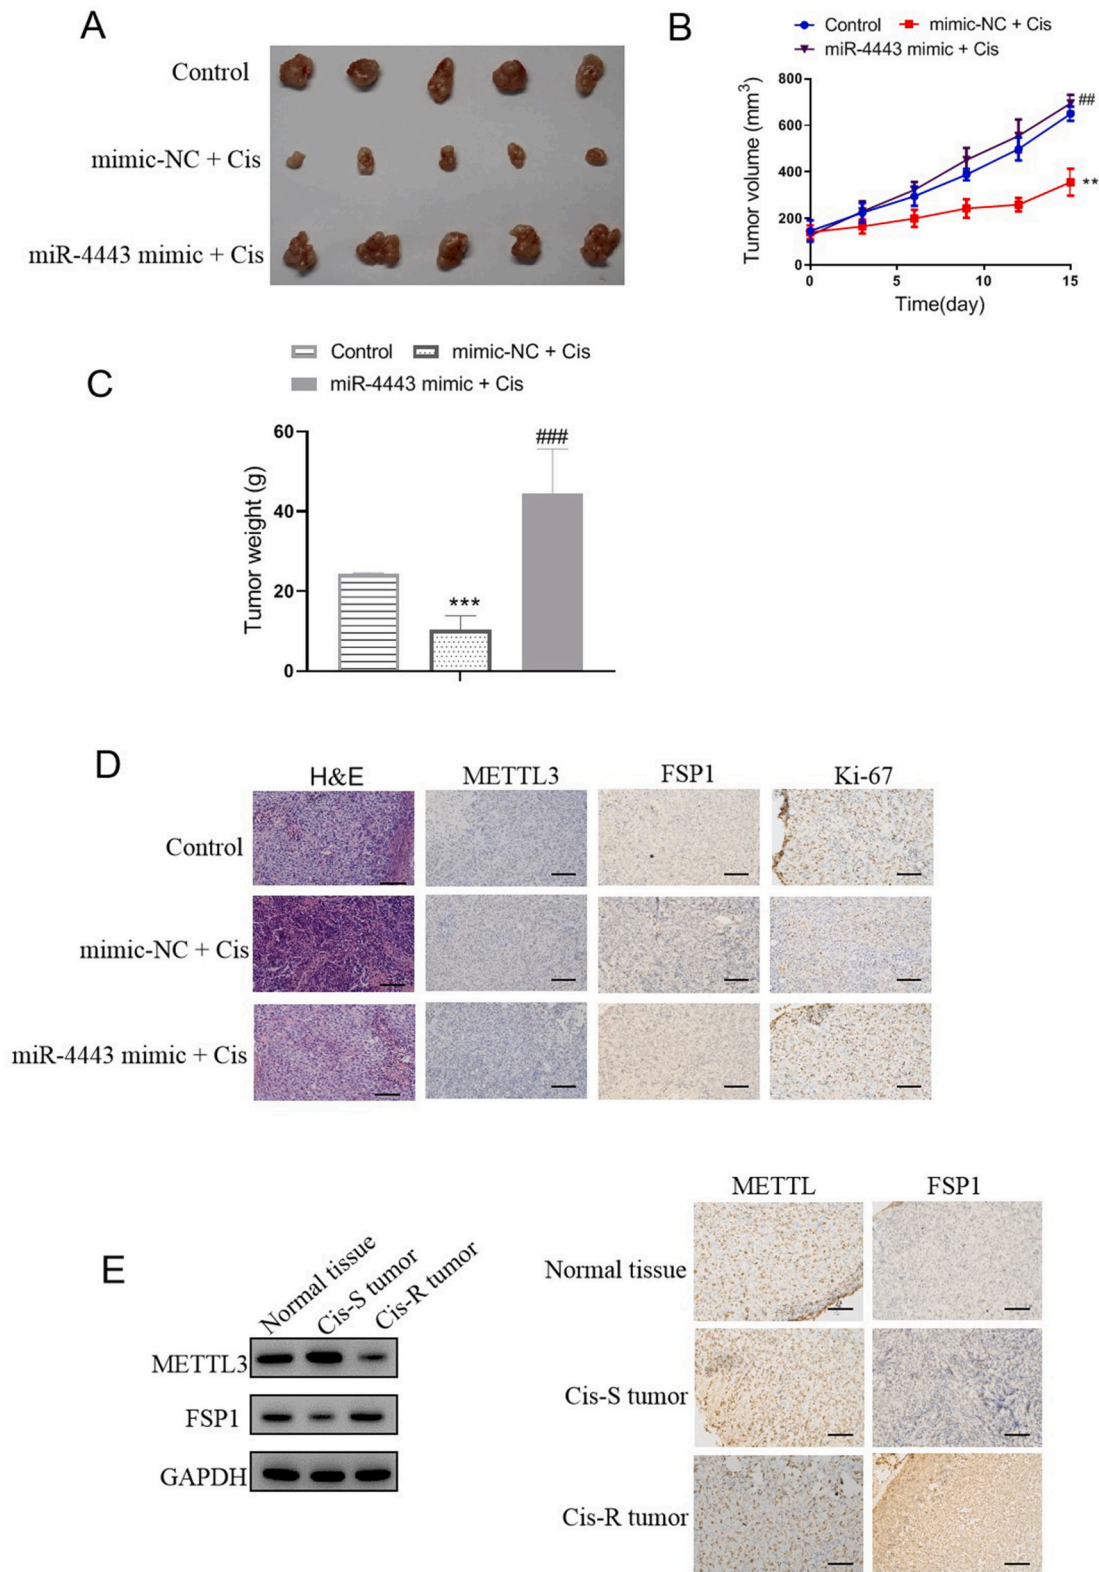 A
Control
mimic-NC + Cis
miR-4443 mimic + Cis
B
Control mimic-NC + Cis
miR-4443 mimic + Cis
Tumor volume (mm³)
800
600
400
200
0
##
**
0 5 10 15
Time(day)
C
Control mimic-NC + Cis
miR-4443 mimic + Cis
Tumor weight (g)
60
40
20
0
***
###
D
H&E METTL3 FSP1 Ki-67
Control
mimic-NC + Cis
miR-4443 mimic + Cis
E
Normal tissue
Cis-S tumor
Cis-R tumor
METTL3
FSP1
GAPDH
METTL FSP1
Normal tissue
Cis-S tumor
Cis-R tumor